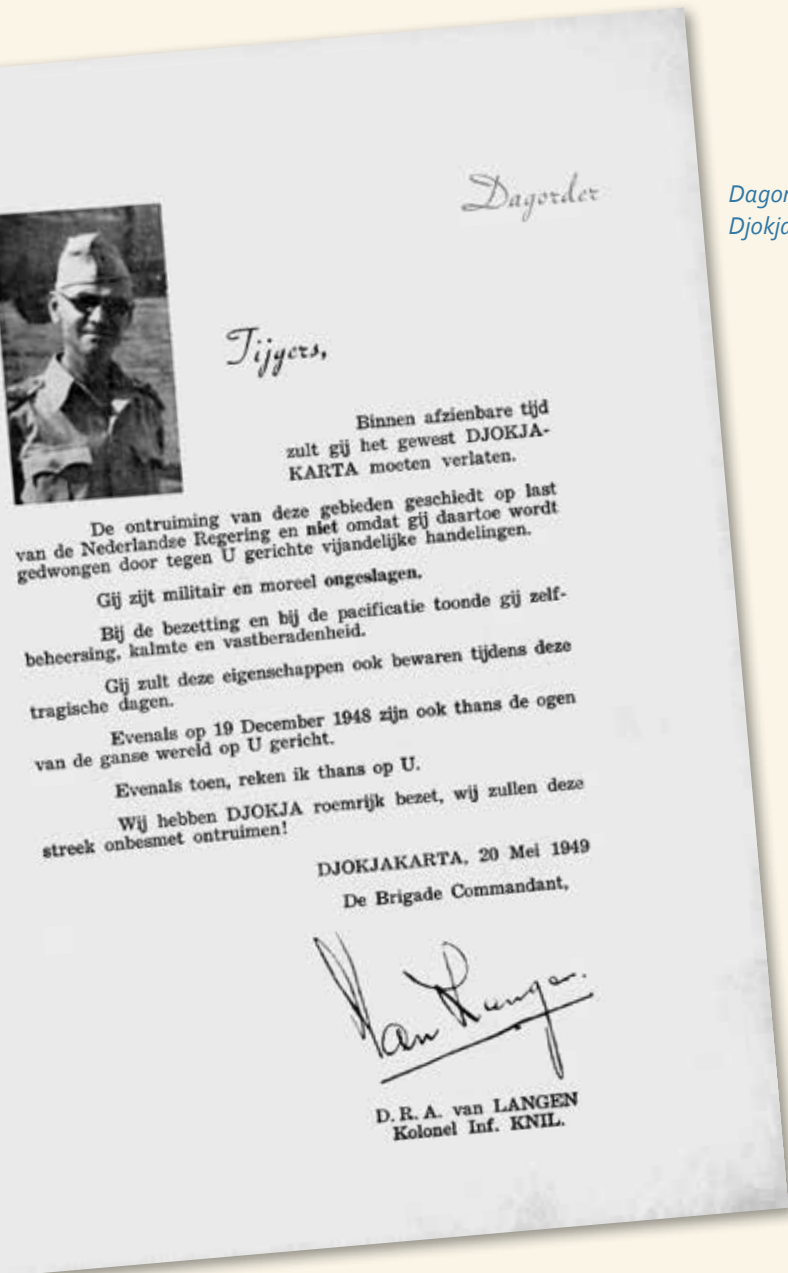 Dagorder
Tijgers,
Binnen afzienbare tijd
zult gij het gewest DJOKJA-
KARTA moeten verlaten.
De ontruiming van deze gebieden geschiedt op last
van de Nederlandse Regering en niet omdat gij daartoe wordt
gedwongen door tegen U gerichte vijandelijke handelingen.
Gij zijt militair en moreel ongeslagen.
Bij de bezetting en bij de pacificatie toonde gij zelf-
beheersing, kalmte en vastberadenheid.
Gij zult deze eigenschappen ook bewaren tijdens deze
tragische dagen.
Evenals op 19 December 1948 zijn ook thans de ogen
van de ganse wereld op U gericht.
Evenals toen, reken ik thans op U.
Wij hebben DJOKJA roemrijk bezet, wij zullen deze
streek onbesmet ontruimen!
DJOKJAKARTA, 20 Mei 1949
De Brigade Commandant,
van Langen.
D. R. A. van LANGEN
Kolonel Inf. KNIL.